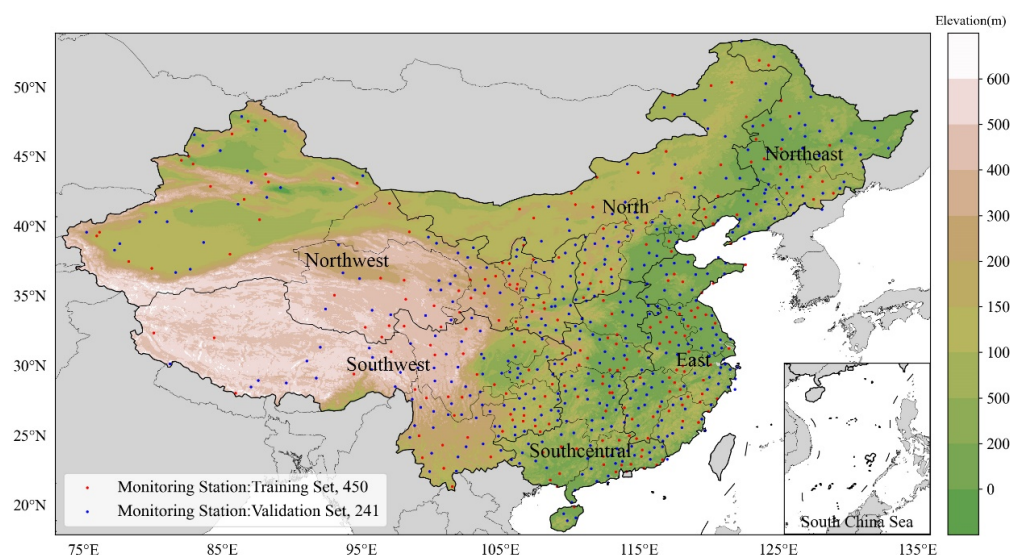 Elevation(m)
50°N
45°N
40°N
35°N
30°N
25°N
20°N
600
500
400
300
200
150
100
500
200
0
Northeast
North
Northwest
Southwest
East
Southcentral
Monitoring Station:Training Set, 450
Monitoring Station:Validation Set, 241
South China Sea
75°E
85°E
95°E
105°E
115°E
125°E
135°E